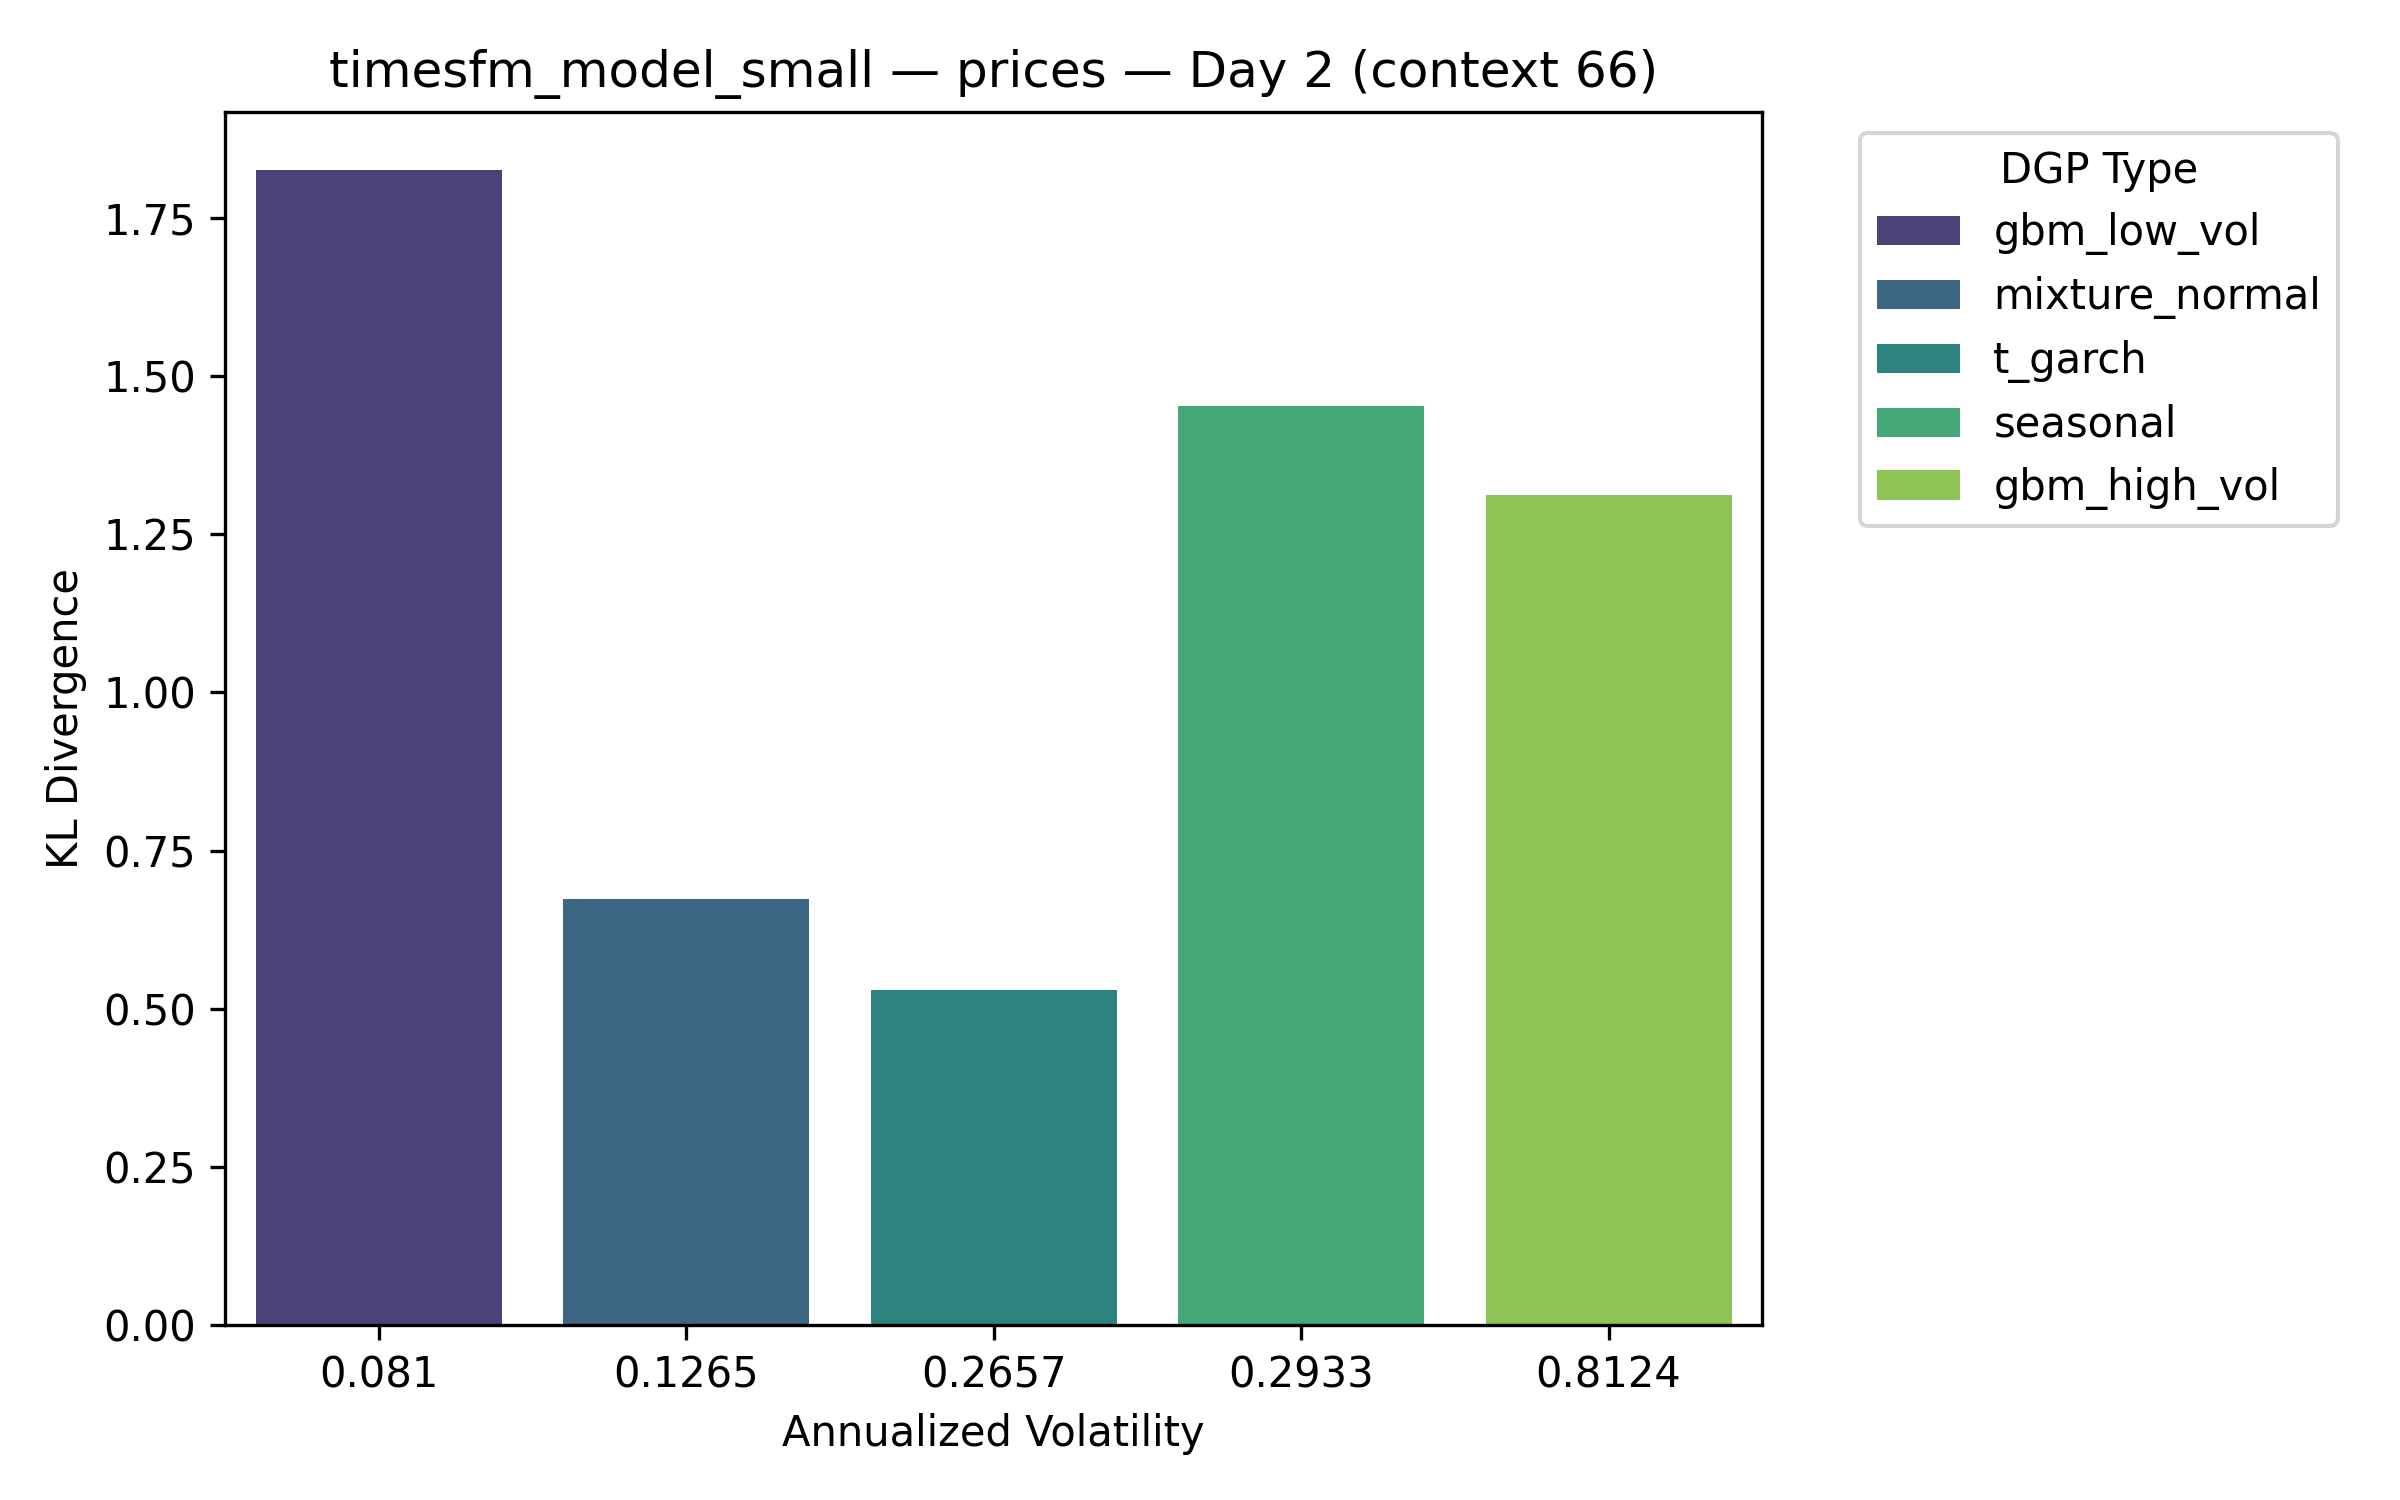 timesfm_model_small — prices — Day 2 (context 66)
DGP Type
gbm_low_vol
mixture_normal
t_garch
seasonal
gbm_high_vol
KL Divergence
1.75
1.50
1.25
1.00
0.75
0.50
0.25
0.00
0.081 0.1265 0.2657 0.2933 0.8124
Annualized Volatility